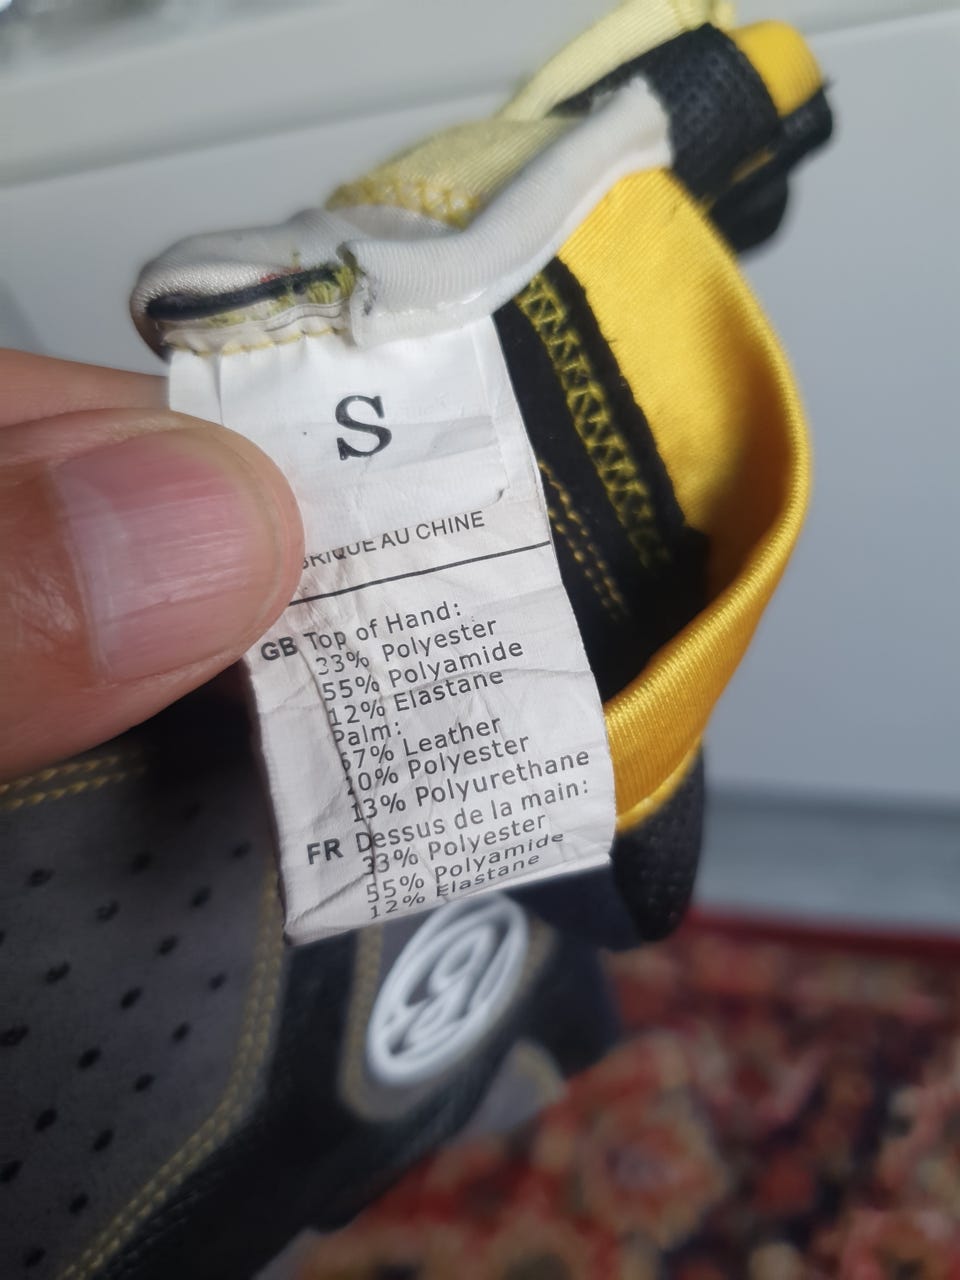 S
BRIQUE AU CHINE
GB Top of Hand:
33% Polyester
55% Polyamide
12% Elastane
Palm:
67% Leather
20% Polyester
13% Polyurethane
FR Dessus de la main:
33% Polyester
55% Polyamide
12% Elastane